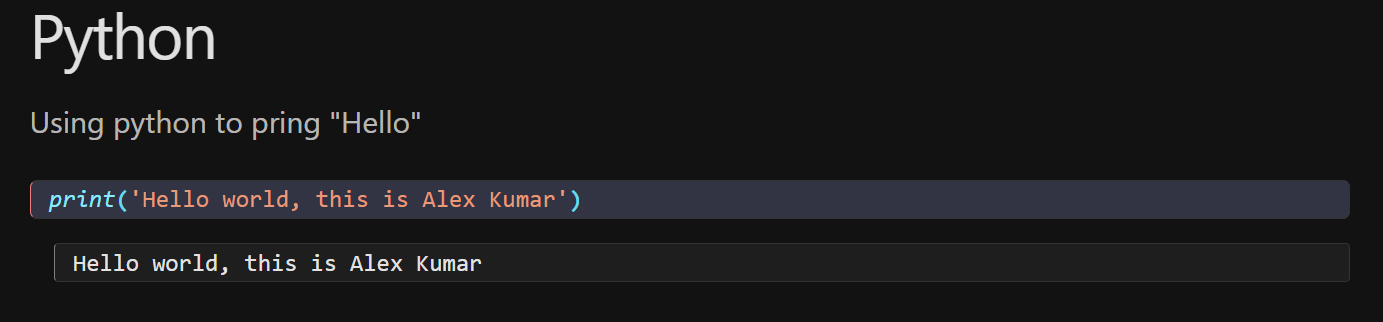 Python
Using python to pring "Hello"
print('Hello world, this is Alex Kumar')
Hello world, this is Alex Kumar